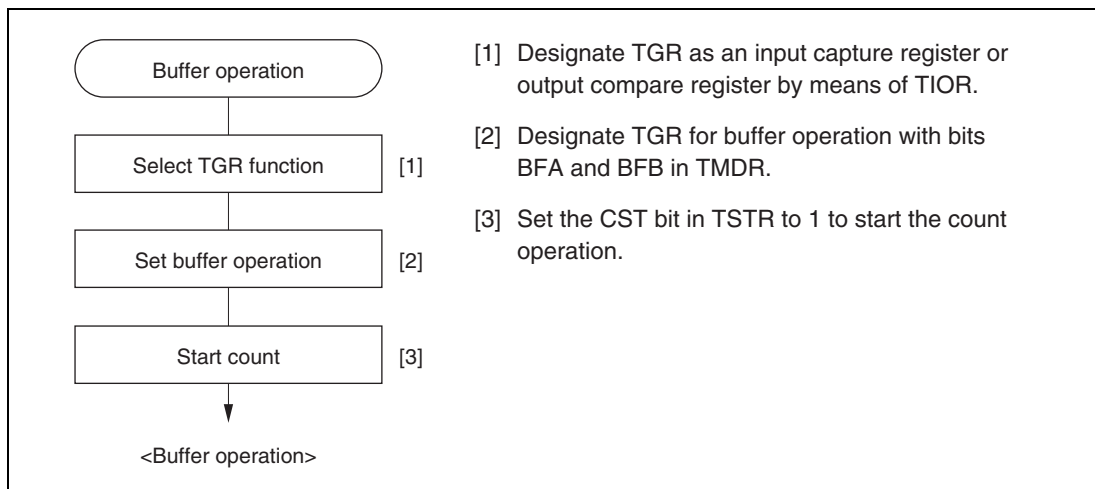 Buffer operation
Select TGR function [1]
Set buffer operation [2]
Start count [3]
<Buffer operation>
[1] Designate TGR as an input capture register or
output compare register by means of TIOR.
[2] Designate TGR for buffer operation with bits
BFA and BFB in TMDR.
[3] Set the CST bit in TSTR to 1 to start the count
operation.